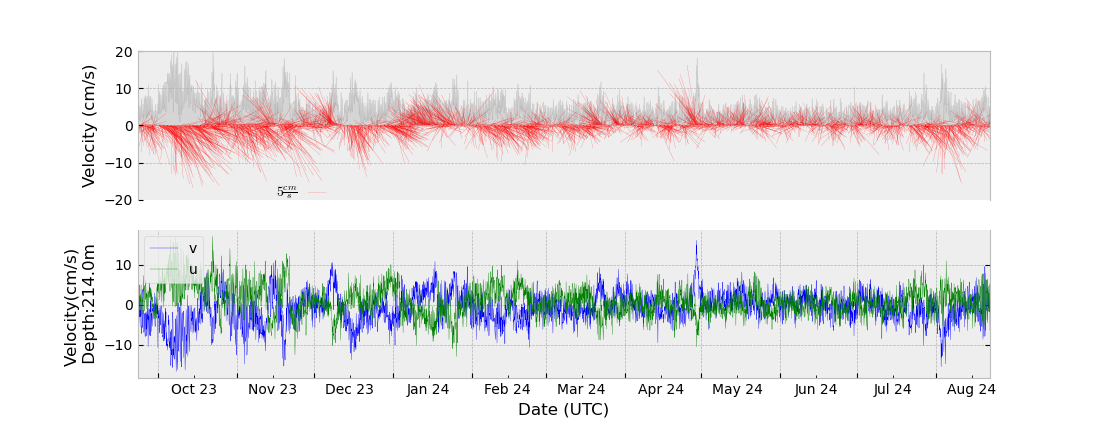 Velocity (cm/s)
20
10
0
−10
−20
5 cm/s
Velocity(cm/s)
Depth:214.0m
10
0
−10
v
u
Oct 23 Nov 23 Dec 23 Jan 24 Feb 24 Mar 24 Apr 24 May 24 Jun 24 Jul 24 Aug 24
Date (UTC)